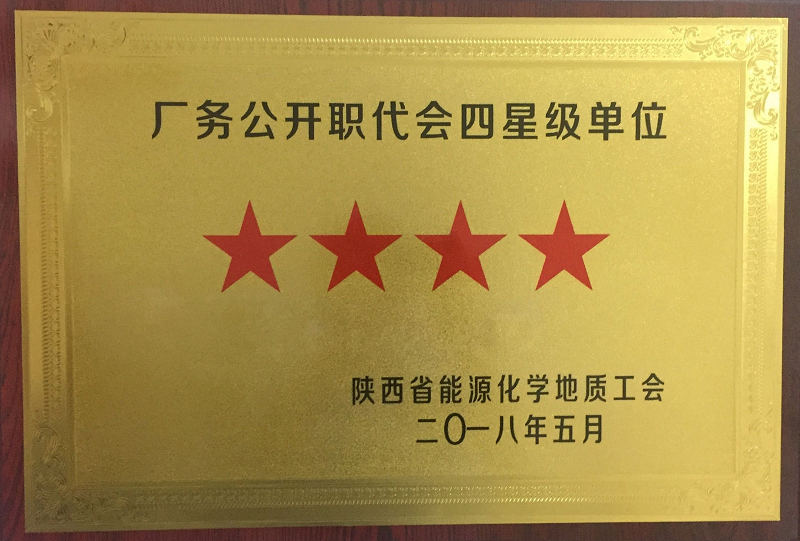 厂务公开职代会四星级单位
陕西省能源化学地质工会
二〇一八年五月